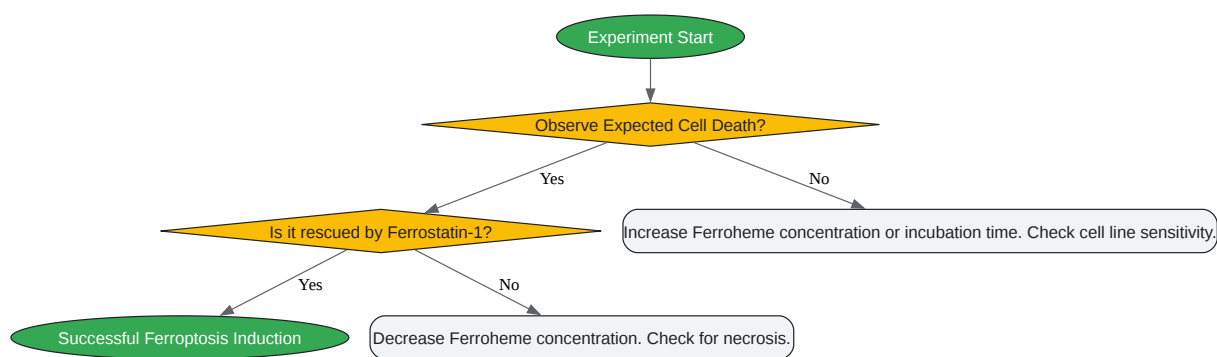 Experiment Start
Observe Expected Cell Death?
Yes
No
Is it rescued by Ferrostatin-1?
Increase Ferroheme concentration or incubation time. Check cell line sensitivity.
Yes
No
Successful Ferroptosis Induction
Decrease Ferroheme concentration. Check for necrosis.